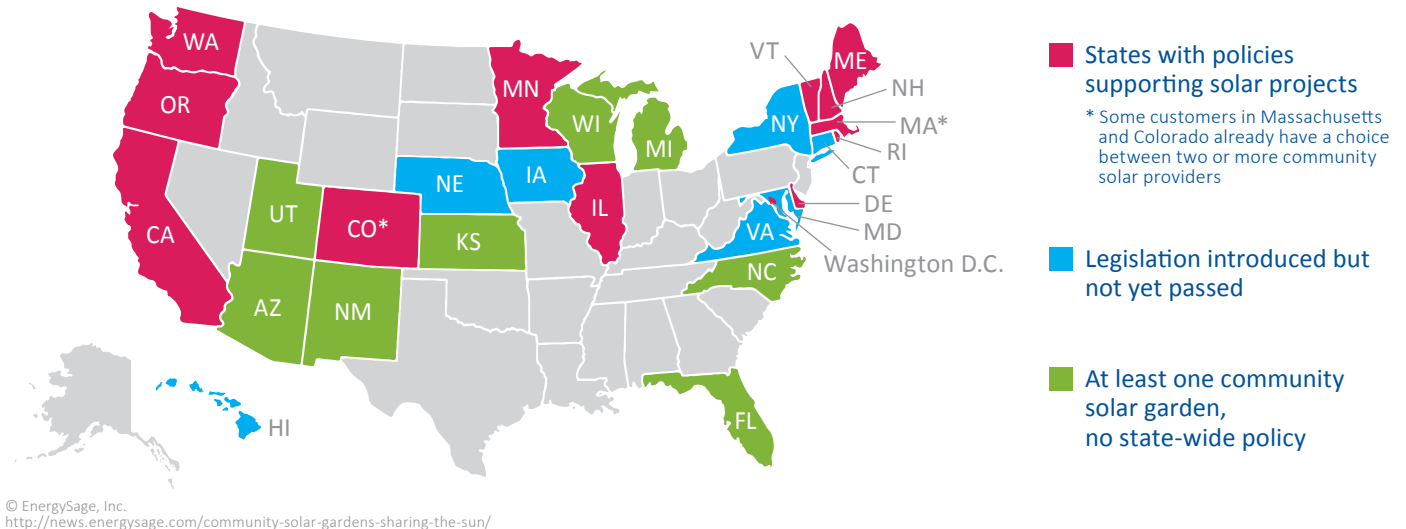 WA
OR
CA
UT
AZ
NM
CO*
NE
KS
MN
IA
WI
IL
MI
VT
ME
NH
NY
MA*
RI
CT
DE
MD
VA
Washington D.C.
NC
FL
HI
States with policies
supporting solar projects
* Some customers in Massachusetts
and Colorado already have a choice
between two or more community
solar providers
Legislation introduced but
not yet passed
At least one community
solar garden,
no state-wide policy
© EnergySage, Inc.
http://news.energysage.com/community-solar-gardens-sharing-the-sun/